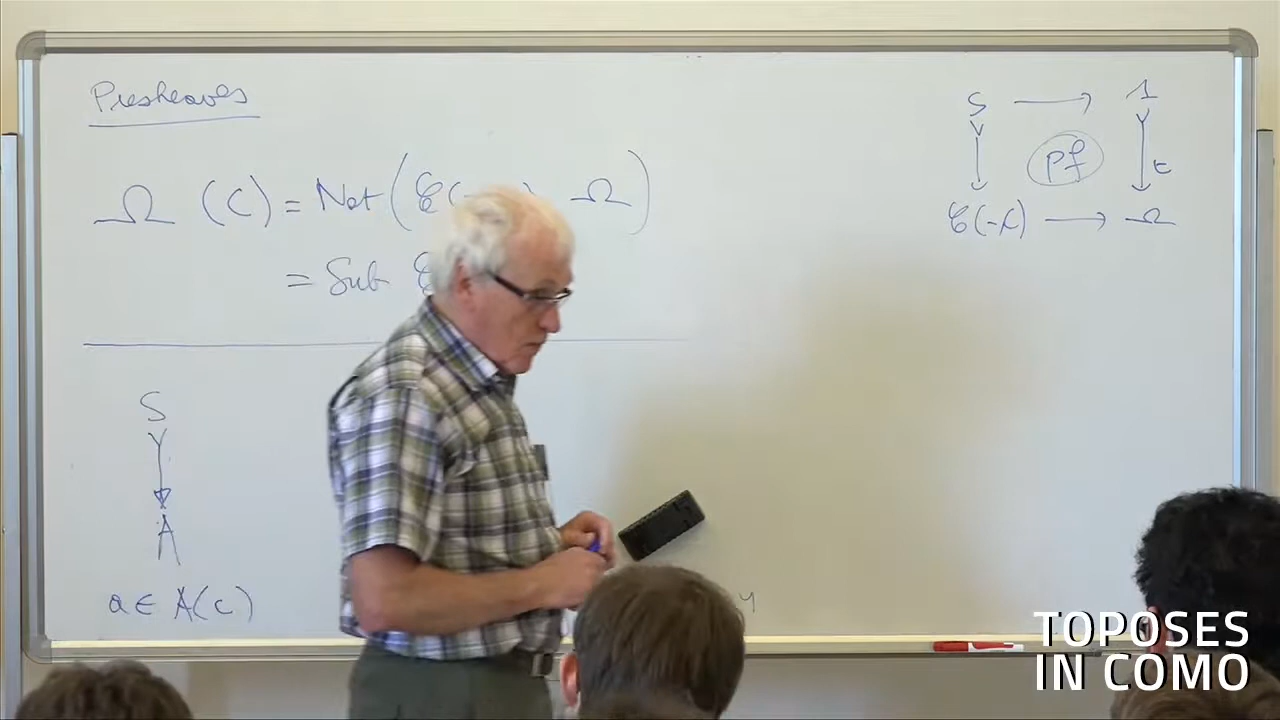 Presheaves
Ω (C) = Nat(𝒞(- Ω)
= Sub 𝒞
S
A
a ∈ A(C)
S → 1
pf t
𝒞(-C) → Ω
TOPOSES
IN COMO